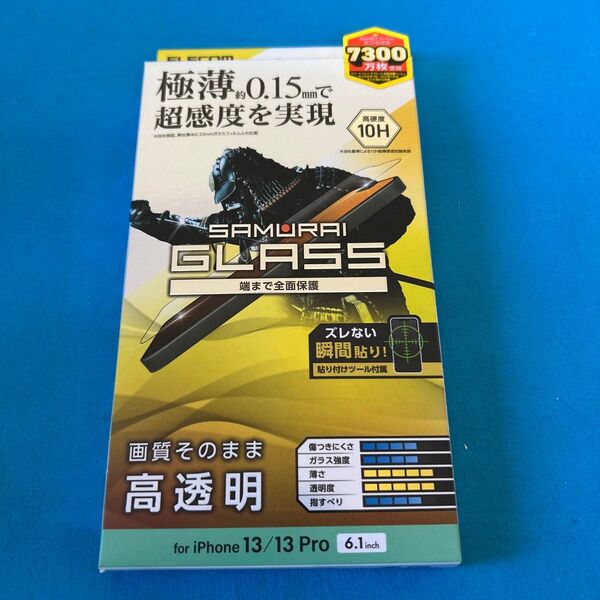 ELECOM
7300
万枚突破
極薄約0.15mmで
超感度を実現
高硬度
10H
SAMURAI
GLASS
端まで全面保護
ズレない
瞬間貼り!
貼り付けツール付属
画質そのまま
高透明
傷つきにくさ
ガラス強度
薄さ
透明度
指すべり
for iPhone 13/13 Pro 6.1inch